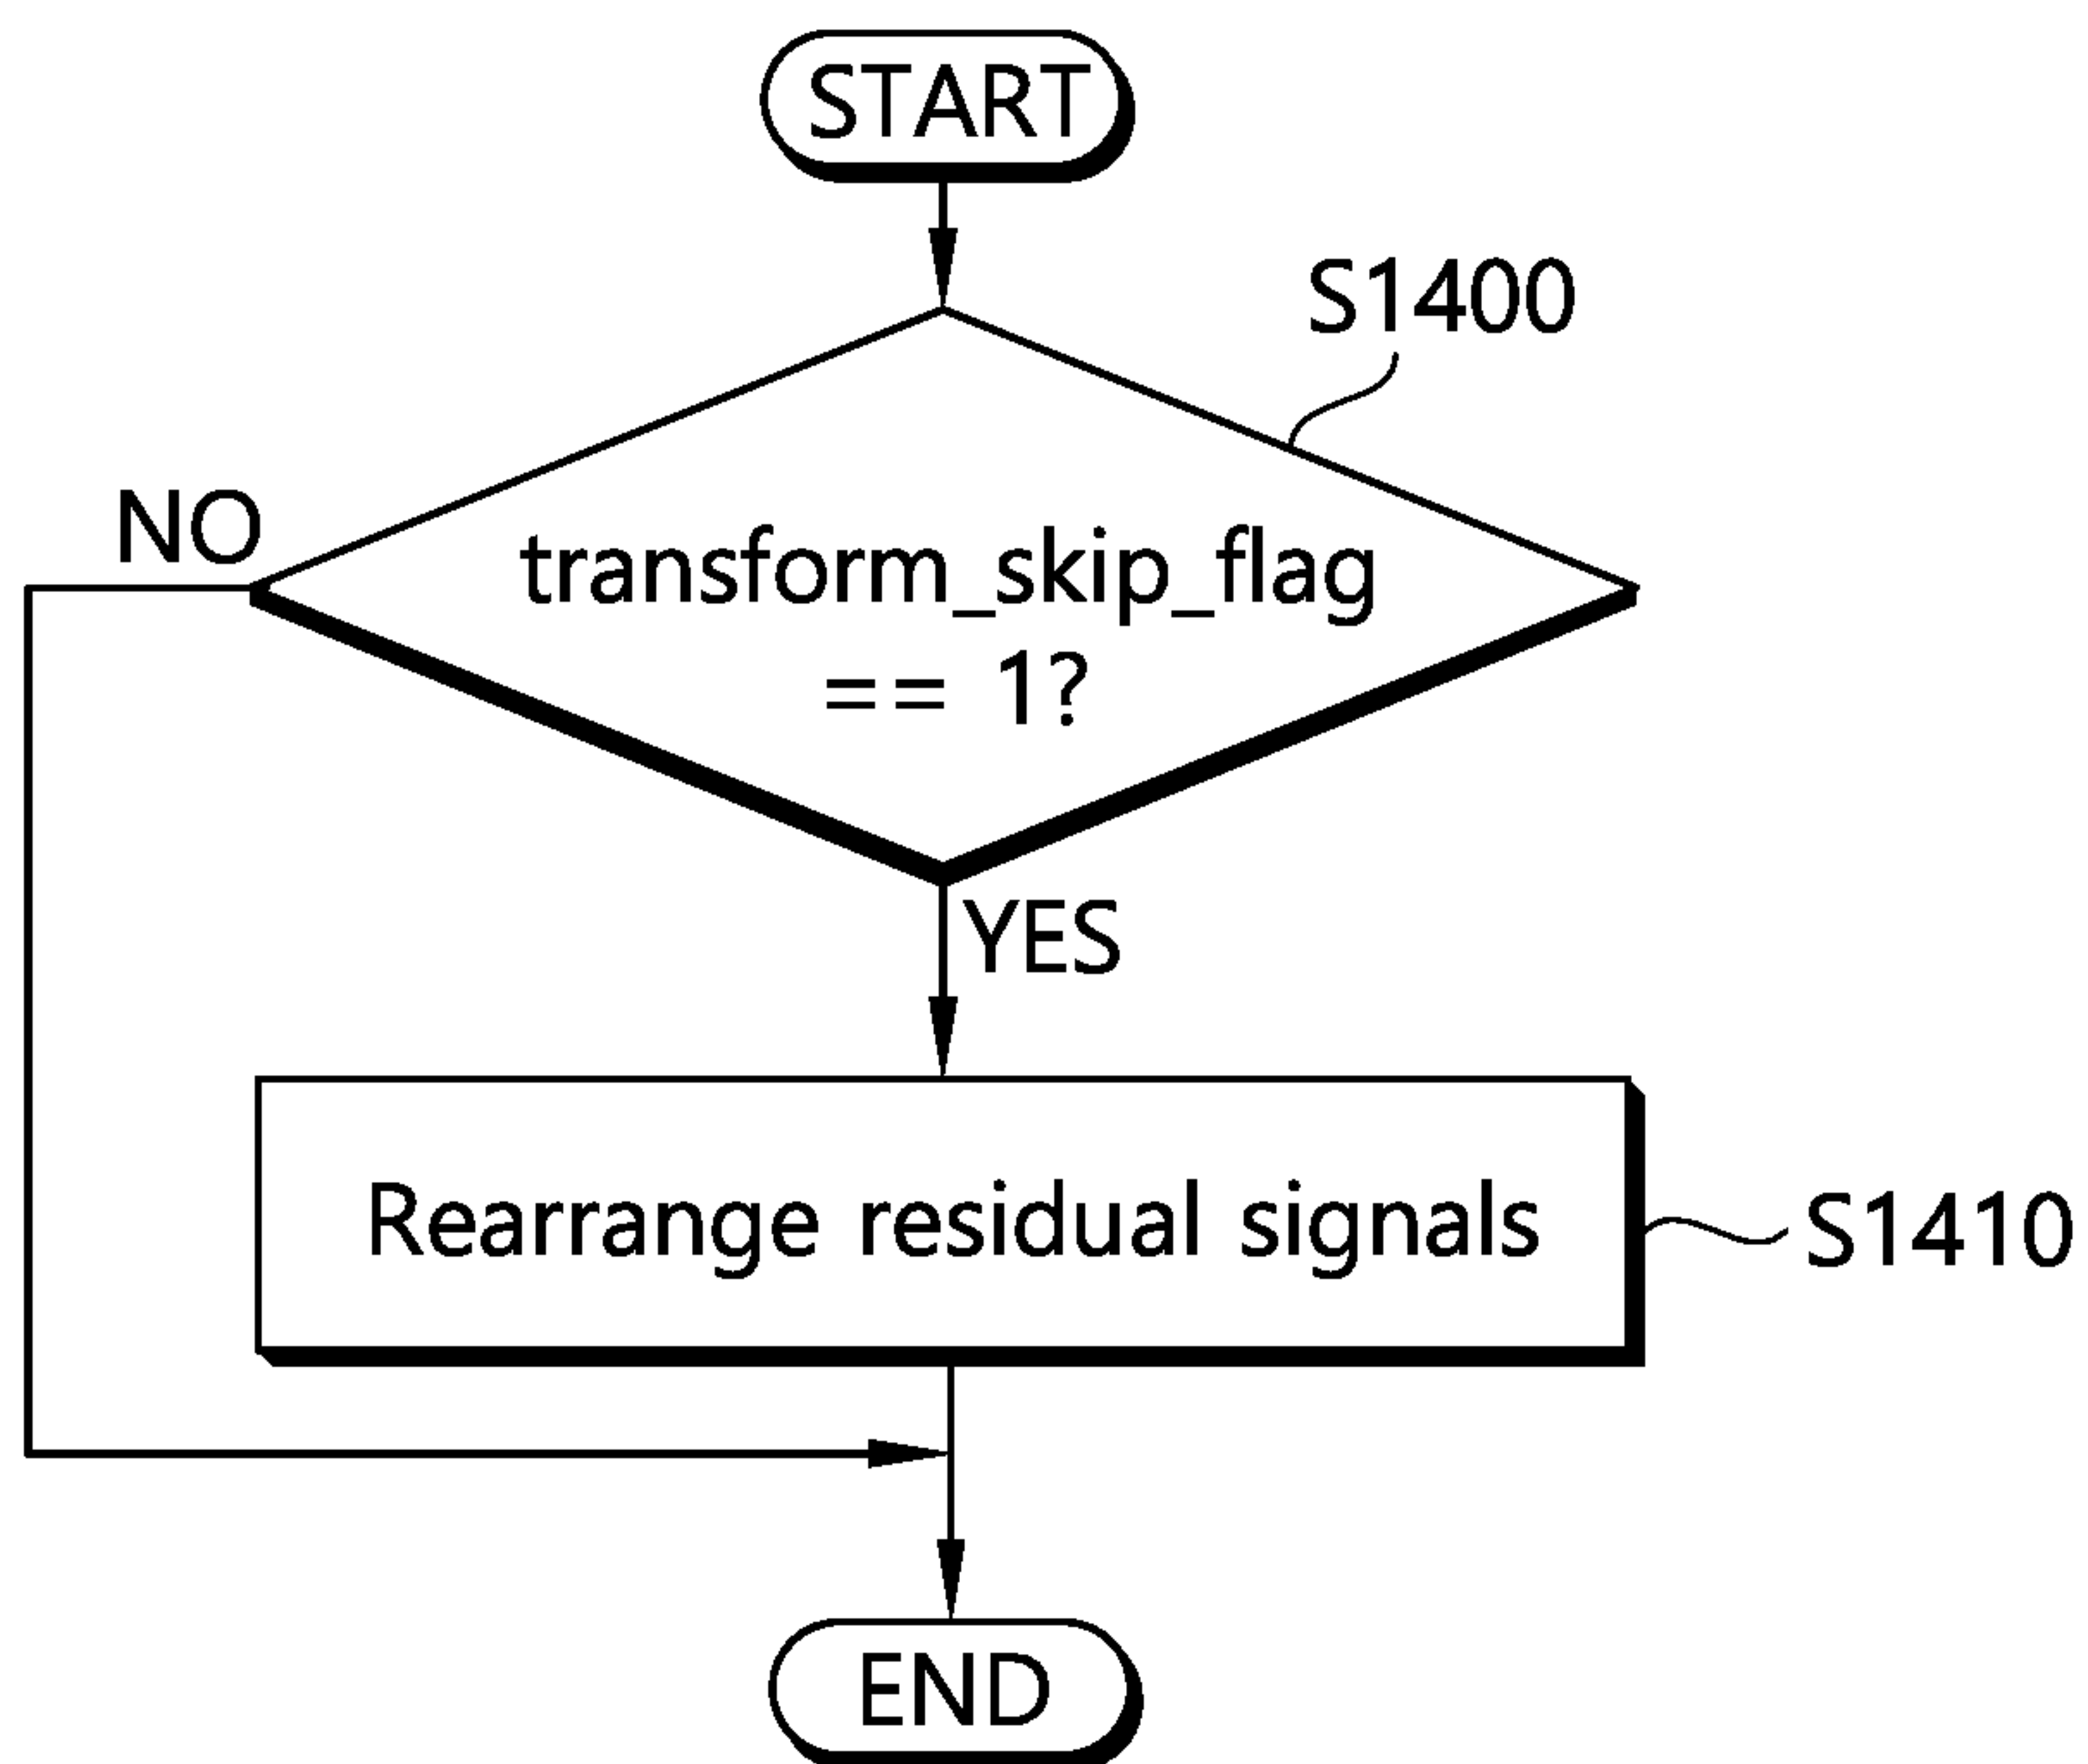 START
S1400
NO
transform_skip_flag
== 1?
YES
Rearrange residual signals
S1410
END